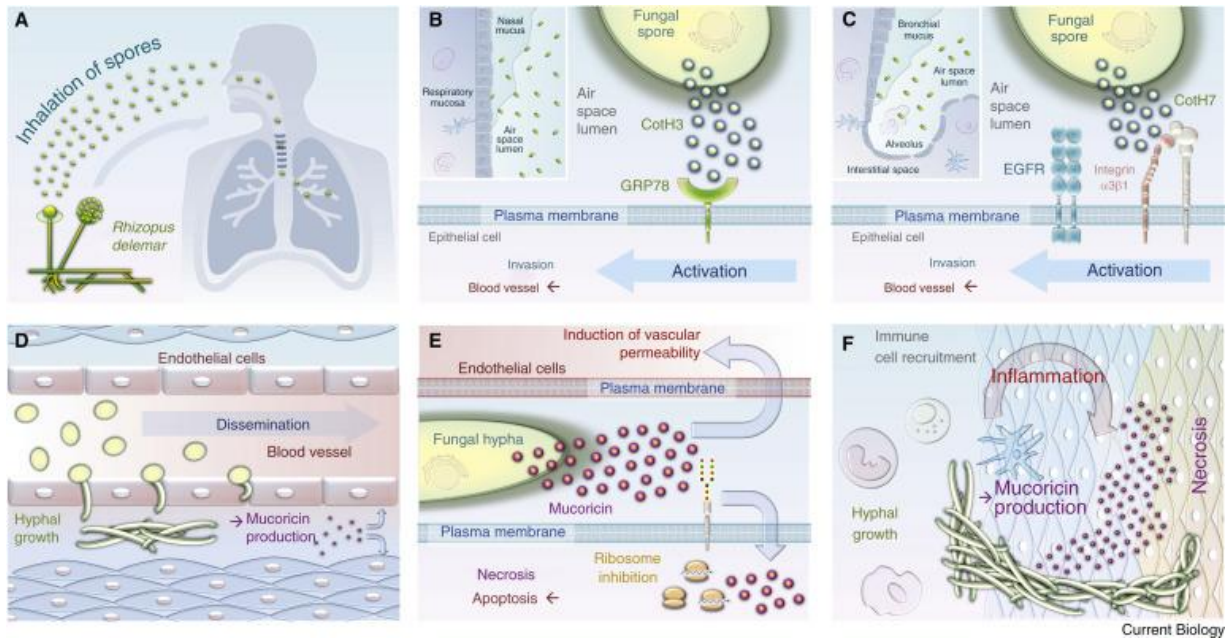 A
Inhalation of spores
Rhizopus
delemar
B
Nasal
mucus
Respiratory
mucosa
Air
space
lumen
Fungal
spore
Air
space
lumen
CotH3
GRP78
Plasma membrane
Epithelial cell
Invasion
Activation
Blood vessel ←
C
Bronchial
mucus
Air space
lumen
Alveolus
Interstitial space
Fungal
spore
Air
space
lumen
CotH7
EGFR
Integrin
α3β1
Plasma membrane
Epithelial cell
Invasion
Activation
Blood vessel ←
D
Endothelial cells
Dissemination
Blood vessel
Hyphal
growth
→ Mucoricin
production
E
Induction of vascular
permeability
Endothelial cells
Plasma membrane
Fungal hypha
Mucoricin
Plasma membrane
Ribosome
inhibition
Necrosis
Apoptosis ←
F
Immune
cell recruitment
Inflammation
Necrosis
→ Mucoricin
production
Hyphal
growth
Current Biology